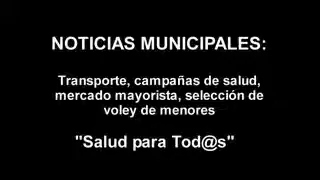 NOTICIAS MUNICIPALES:
Transporte, campañas de salud,
mercado mayorista, selección de
voley de menores
"Salud para Tod@s"